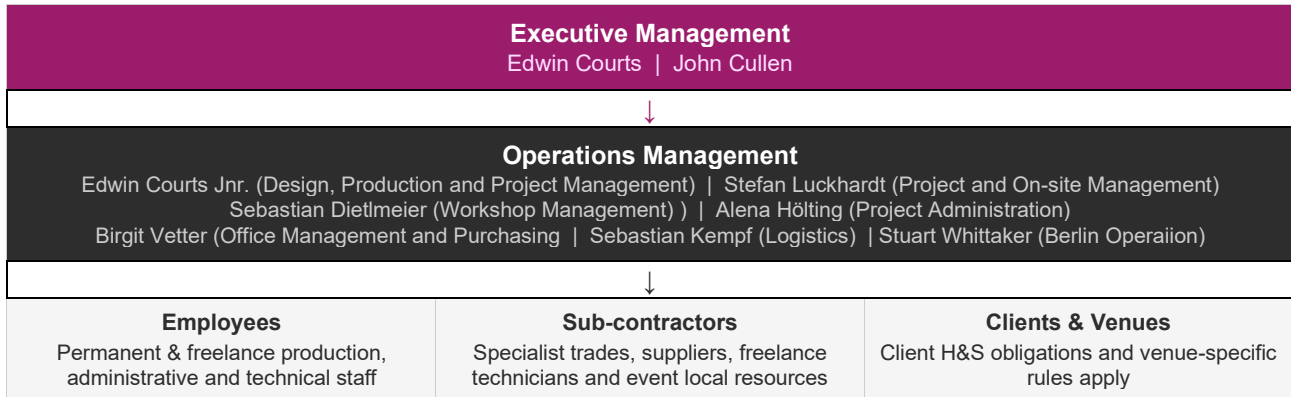 Executive Management
Edwin Courts | John Cullen
↓
Operations Management
Edwin Courts Jnr. (Design, Production and Project Management) | Stefan Luckhardt (Project and On-site Management)
Sebastian Dietlmeier (Workshop Management) ) | Alena Hölting (Project Administration)
Birgit Vetter (Office Management and Purchasing | Sebastian Kempf (Logistics) | Stuart Whittaker (Berlin Operaiion)
↓
Employees
Permanent & freelance production,
administrative and technical staff
Sub-contractors
Specialist trades, suppliers, freelance
technicians and event local resources
Clients & Venues
Client H&S obligations and venue-specific
rules apply